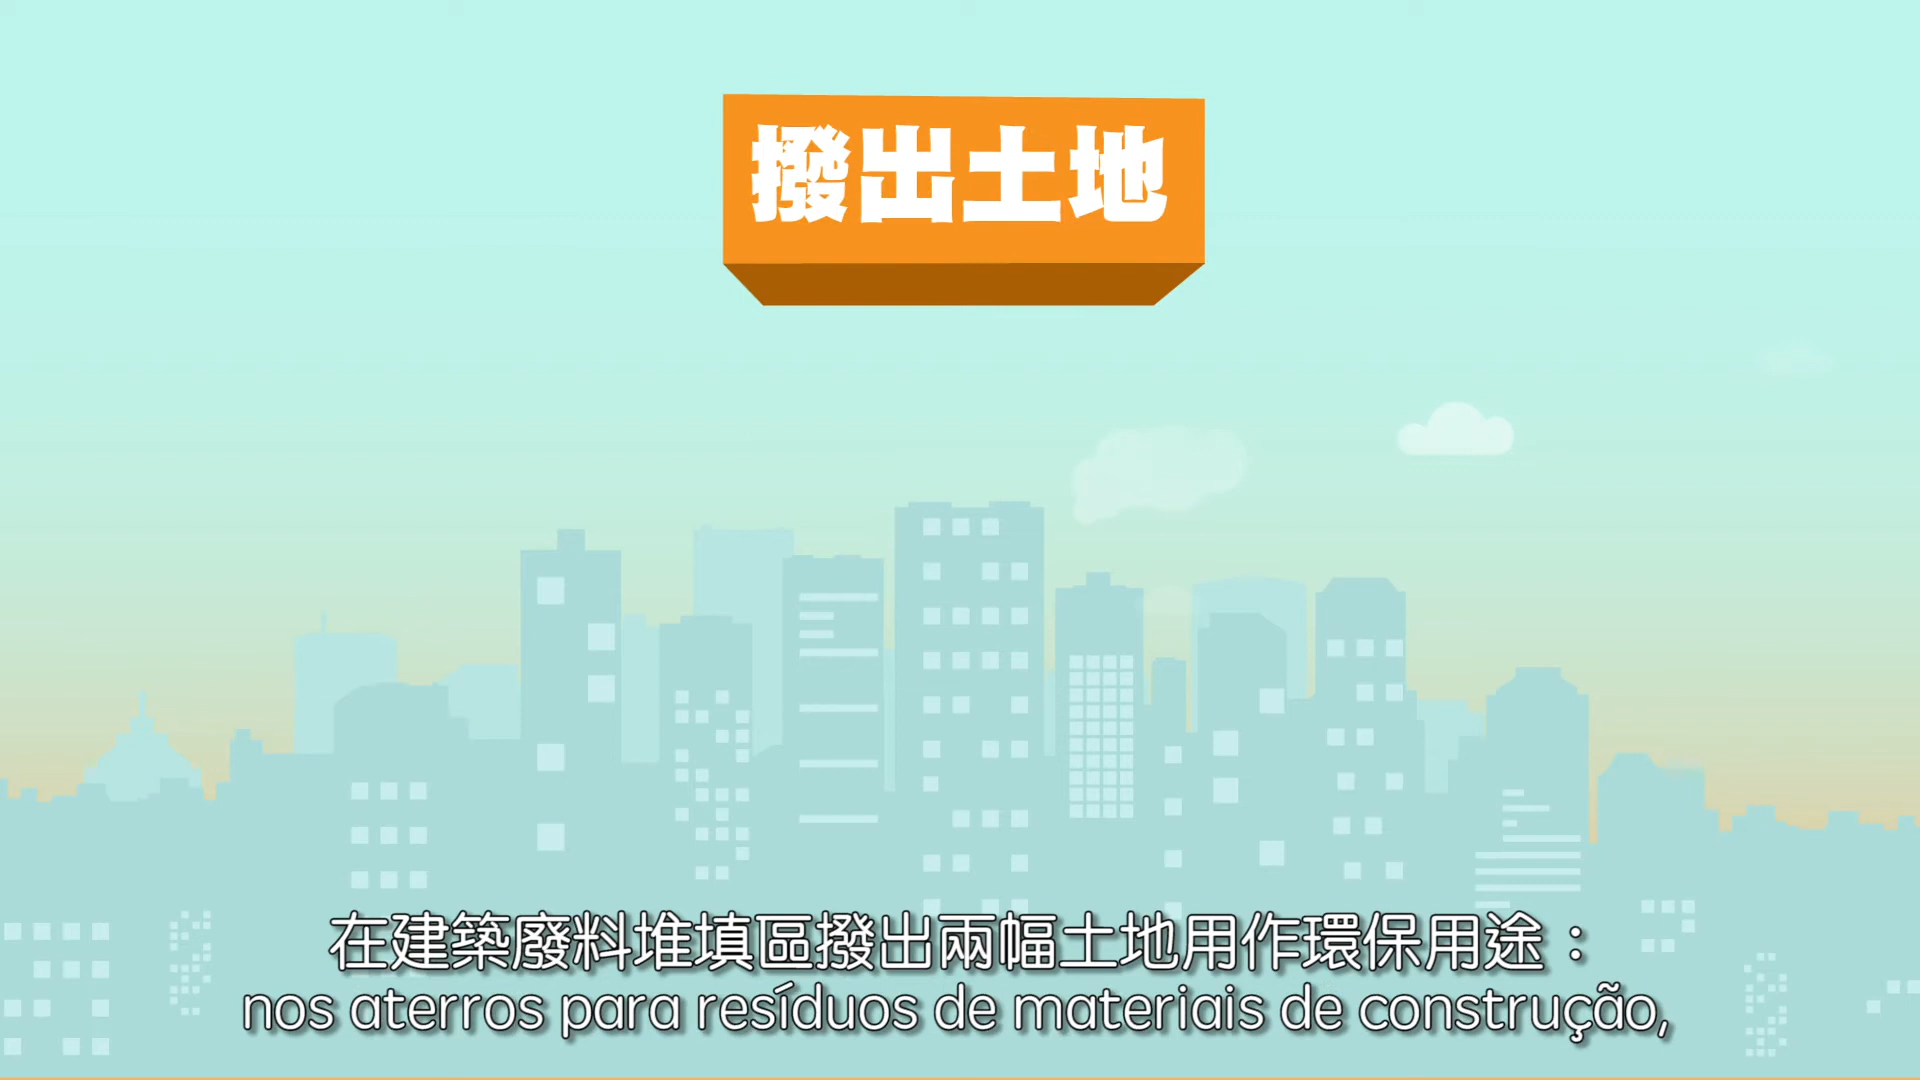 撥出土地
在建築廢料堆填區撥出兩幅土地用作環保用途：
nos aterros para resíduos de materiais de construção,